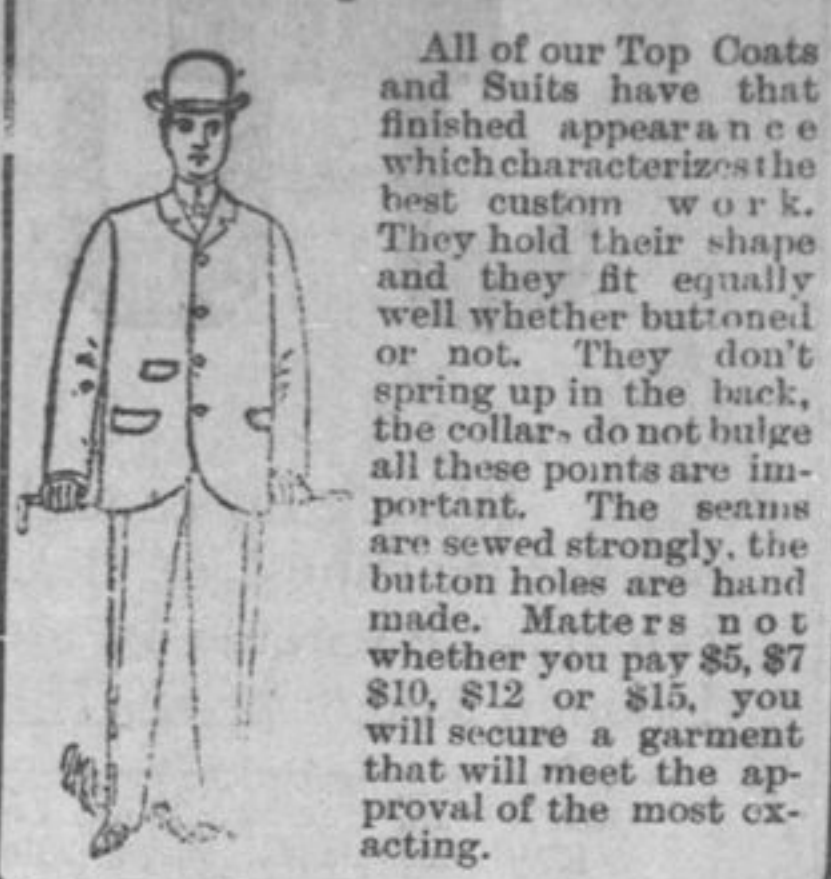 All of our Top Coats
and Suits have that
finished appearance
which characterizes the
best custom work.
They hold their shape
and they fit equally
well whether buttoned
or not. They don't
spring up in the back,
the collars do not bulge
all these points are im-
portant. The seams
are sewed strongly, the
button holes are hand
made. Matters not
whether you pay $5, $7
$10, $12 or $15, you
will secure a garment
that will meet the ap-
proval of the most ex-
acting.